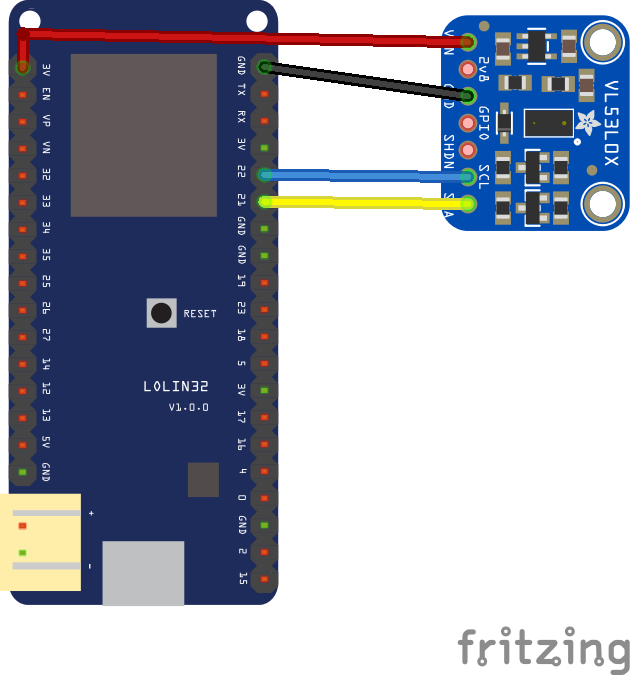 3V
EN
VP
VN
32
33
34
35
25
26
27
14
12
13
5V
GND
+
-
GND
TX
RX
3V
22
21
GND
GND
19
23
18
5
3V
17
16
4
0
GND
2
15
RESET
LOLIN32
V1.0.0
2v8
GPIO
SHDN
SCL
VL53L0X
fritzing